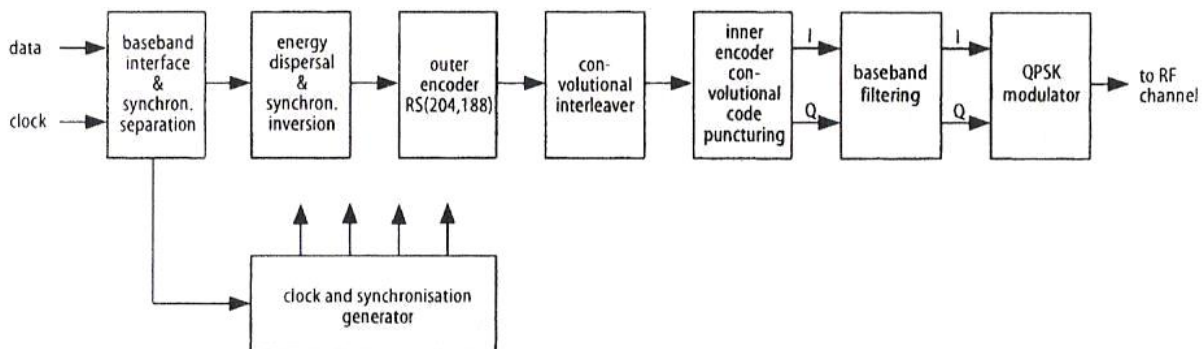 data
clock
baseband
interface
&
synchron.
separation
energy
dispersal
&
synchron.
inversion
outer
encoder
RS(204,188)
con-
volutional
interleaver
inner
encoder
con-
volutional
code
puncturing
I
Q
baseband
filtering
I
Q
QPSK
modulator
to RF
channel
clock and synchronisation
generator